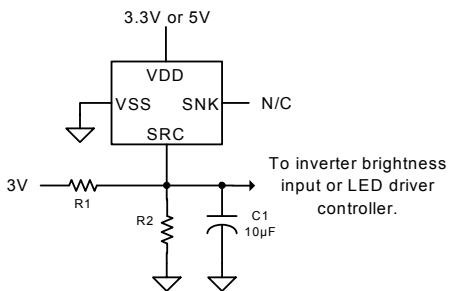 3.3V or 5V
VDD
VSS SNK N/C
SRC
3V
R1
R2
C1
10µF
To inverter brightness
input or LED driver
controller.